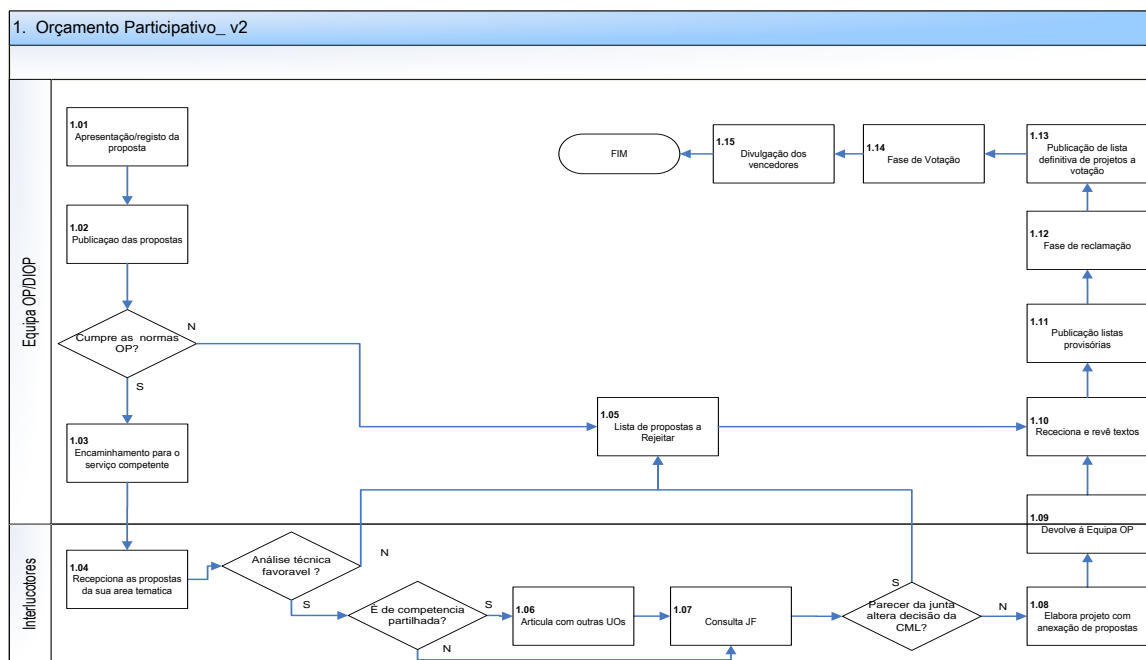 1. Orçamento Participativo_ v2
Equipa OP/DIOP
1.01
Apresentação/registo da
proposta
1.02
Publicaçao das propostas
Cumpre as normas
OP?
N
S
1.03
Encaminhamento para o
serviço competente
1.05
Lista de propostas a
Rejeitar
FIM
1.15
Divulgação dos
vencedores
1.14
Fase de Votação
1.13
Publicação de lista
definitiva de projetos a
votação
1.12
Fase de reclamação
1.11
Publicação listas
provisórias
1.10
Receciona e revê textos
1.09
Devolve á Equipa OP
Interlucotores
1.04
Recepciona as propostas
da sua area tematica
Análise técnica
favoravel ?
N
S
È de competencia
partilhada?
S
N
1.06
Articula com outras UOs
1.07
Consulta JF
S
Parecer da junta
altera decisão da
CML?
N
1.08
Elabora projeto com
anexação de propostas